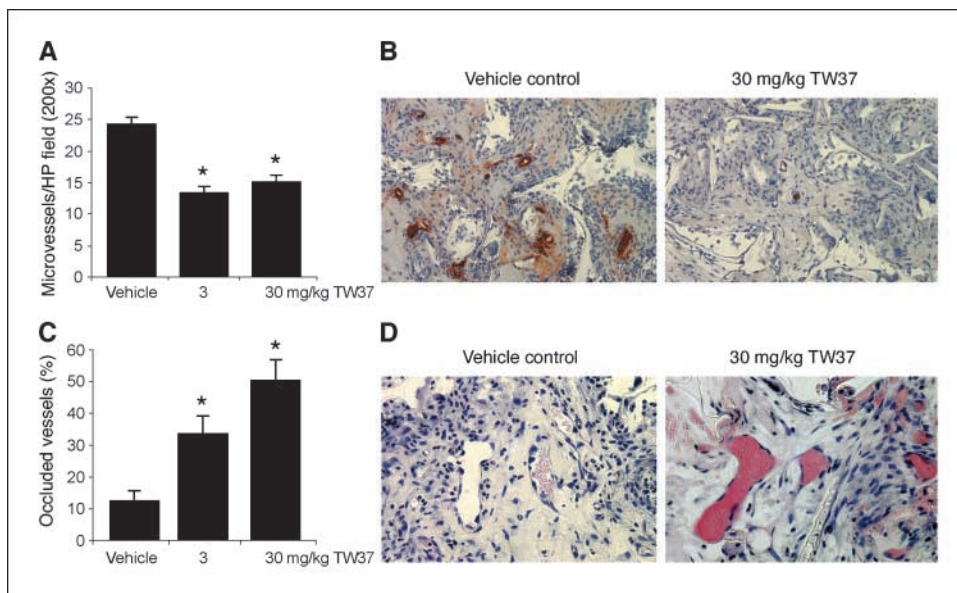 A
Microvessels/HP field (200x)
30
25
20
15
10
5
0
*
*
Vehicle
3
30 mg/kg TW37
B
Vehicle control
30 mg/kg TW37
C
Occluded vessels (%)
60
50
40
30
20
10
0
*
*
Vehicle
3
30 mg/kg TW37
D
Vehicle control
30 mg/kg TW37